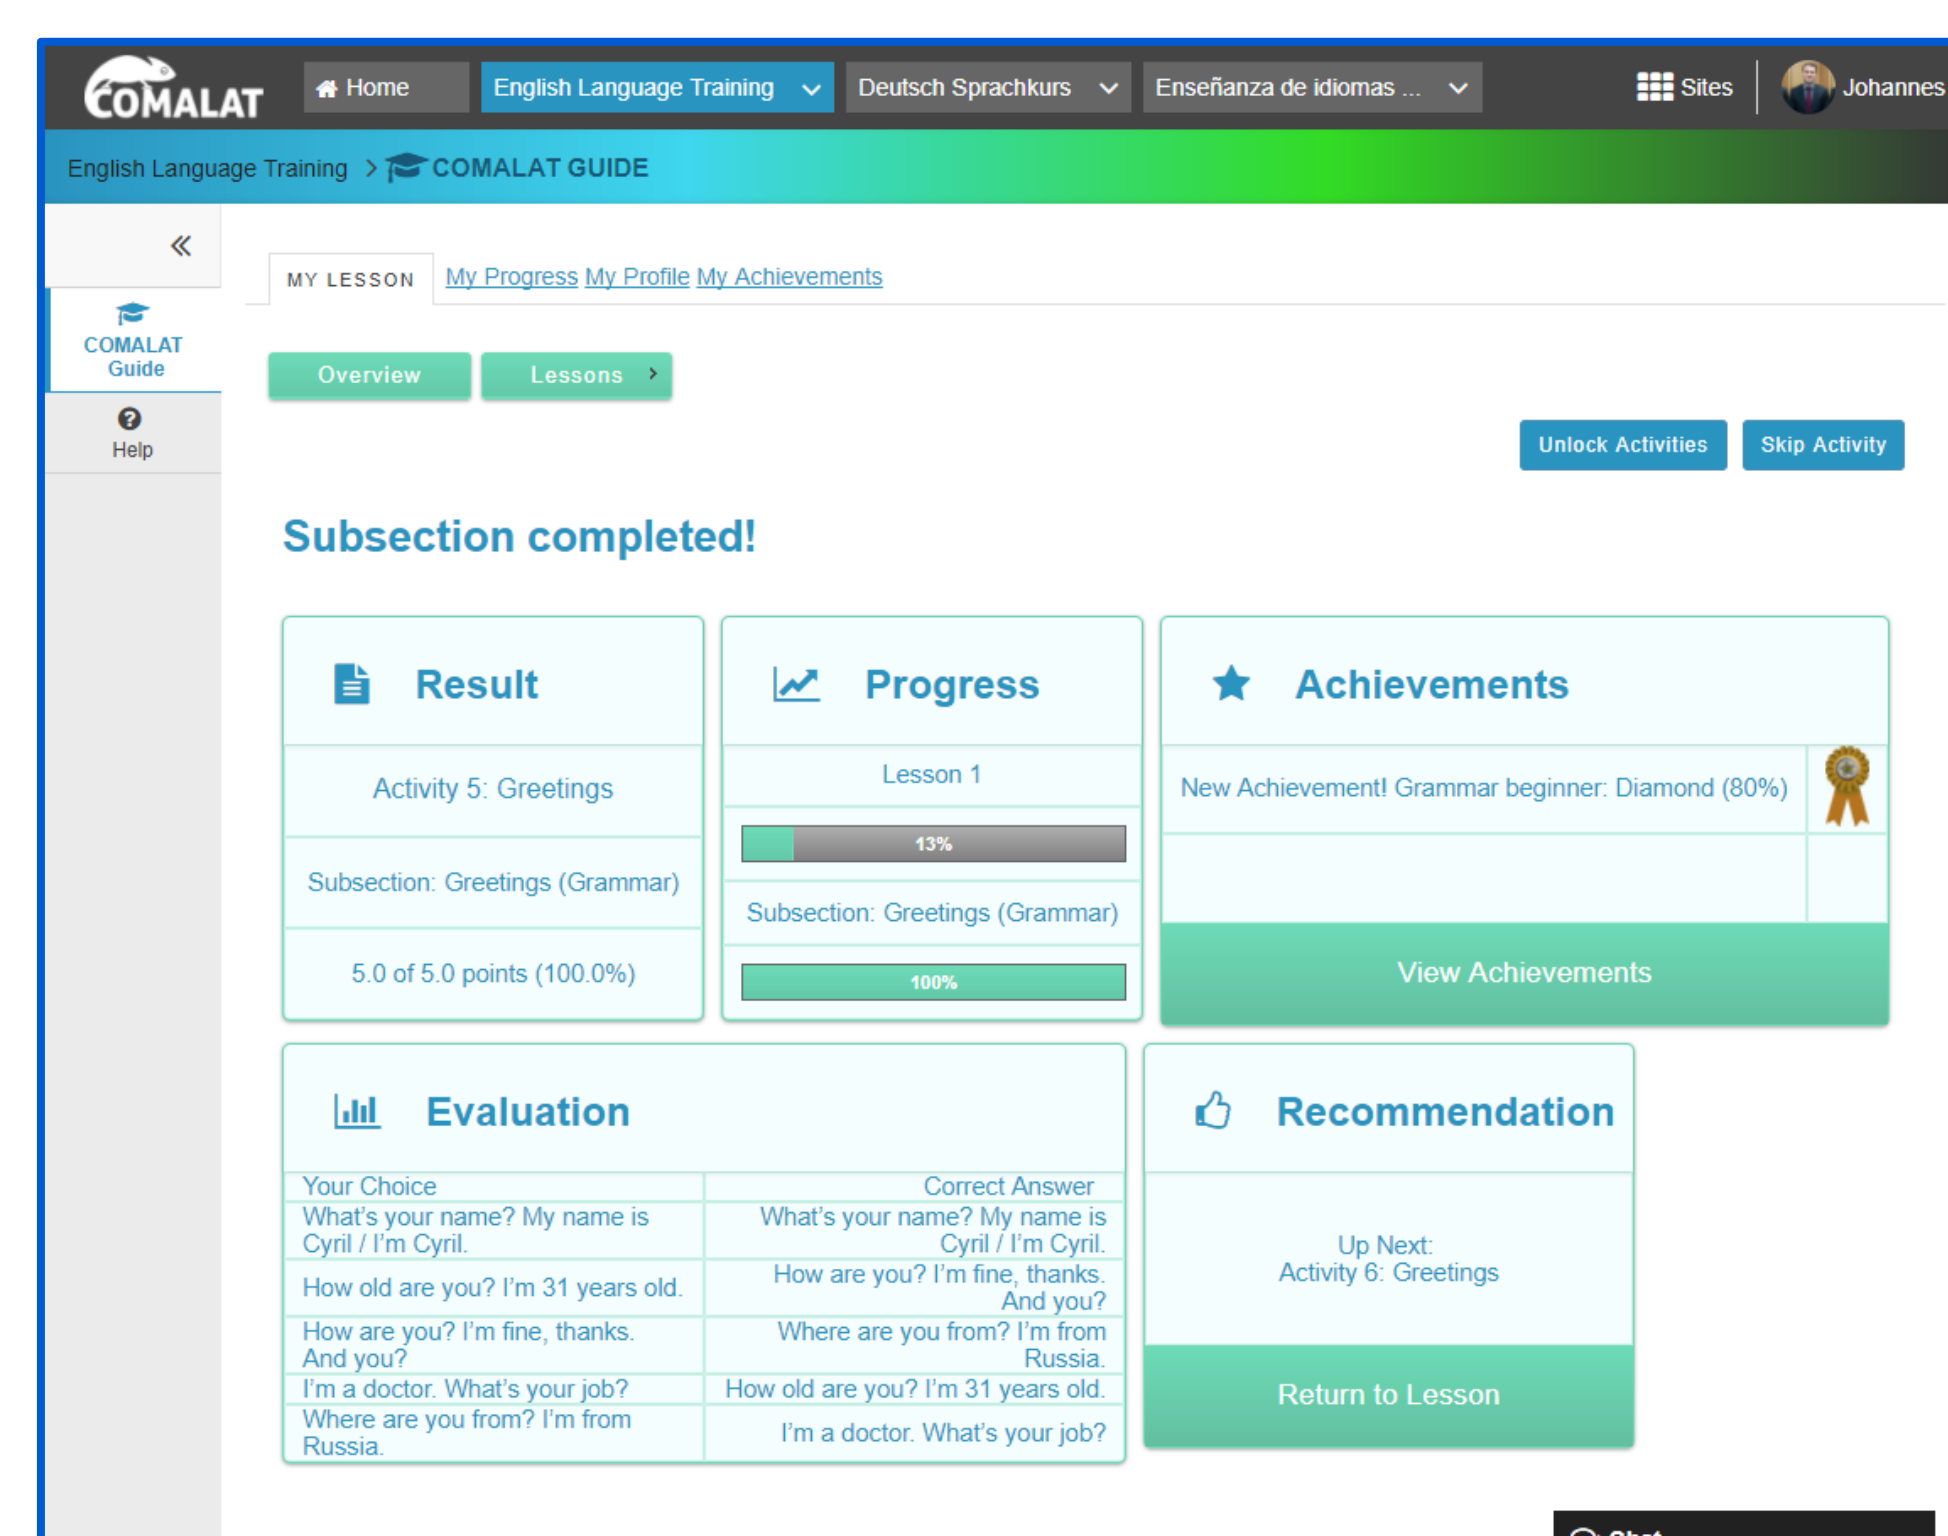 COMALAT
Home
English Language Training
Deutsch Sprachkurs
Enseñanza de idiomas ...
Sites
Johannes
English Language Training > COMALAT GUIDE
MY LESSON
My Progress My Profile My Achievements
COMALAT
Guide
Help
Overview
Lessons
Unlock Activities
Skip Activity
Subsection completed!
Result
Activity 5: Greetings
Subsection: Greetings (Grammar)
5.0 of 5.0 points (100.0%)
Progress
Lesson 1
13%
Subsection: Greetings (Grammar)
100%
Achievements
New Achievement! Grammar beginner: Diamond (80%)
View Achievements
Evaluation
Your Choice
Correct Answer
What's your name? My name is
Cyril / I'm Cyril.
What's your name? My name is
Cyril / I'm Cyril.
How old are you? I'm 31 years old.
How are you? I'm fine, thanks.
And you?
How are you? I'm fine, thanks.
And you?
Where are you from? I'm from
Russia.
I'm a doctor. What's your job?
How old are you? I'm 31 years old.
Where are you from? I'm from
Russia.
I'm a doctor. What's your job?
Recommendation
Up Next:
Activity 6: Greetings
Return to Lesson
Chat